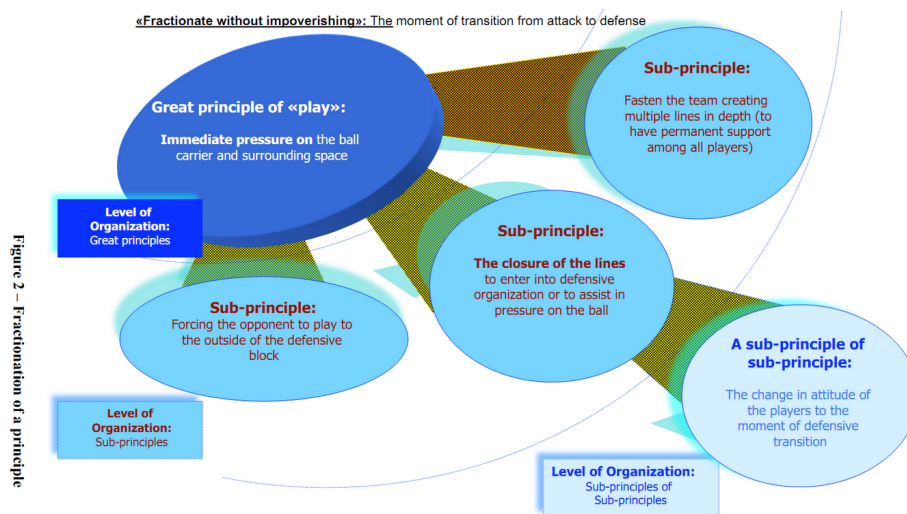 «Fractionate without impoverishing»: The moment of transition from attack to defense
Great principle of «play»:
Immediate pressure on the ball
carrier and surrounding space
Sub-principle:
Fasten the team creating
multiple lines in depth (to
have permanent support
among all players)
Level of
Organization:
Great principles
Sub-principle:
The closure of the lines
to enter into defensive
organization or to assist in
pressure on the ball
Sub-principle:
Forcing the opponent to play to
the outside of the defensive
block
A sub-principle of
sub-principle:
The change in attitude of
the players to the
moment of defensive
transition
Level of
Organization:
Sub-principles
Level of Organization:
Sub-principles of
Sub-principles
Figure 2 – Fractionation of a principle